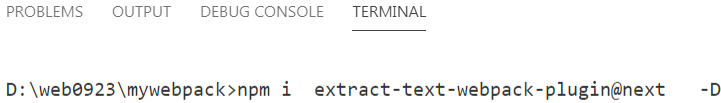 PROBLEMS OUTPUT DEBUG CONSOLE TERMINAL
D:\web0923\mywebpack>npm i  extract-text-webpack-plugin@next   -D